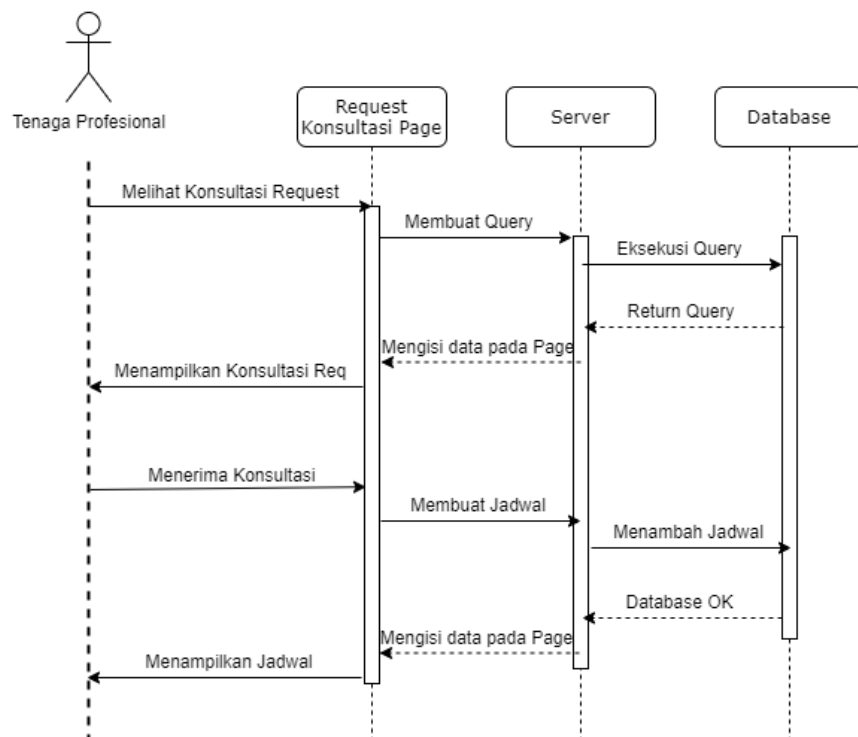 Tenaga Profesional
Request
Konsultasi Page
Server
Database
Melihat Konsultasi Request
Membuat Query
Eksekusi Query
Return Query
Mengisi data pada Page
Menampilkan Konsultasi Req
Menerima Konsultasi
Membuat Jadwal
Menambah Jadwal
Database OK
Mengisi data pada Page
Menampilkan Jadwal